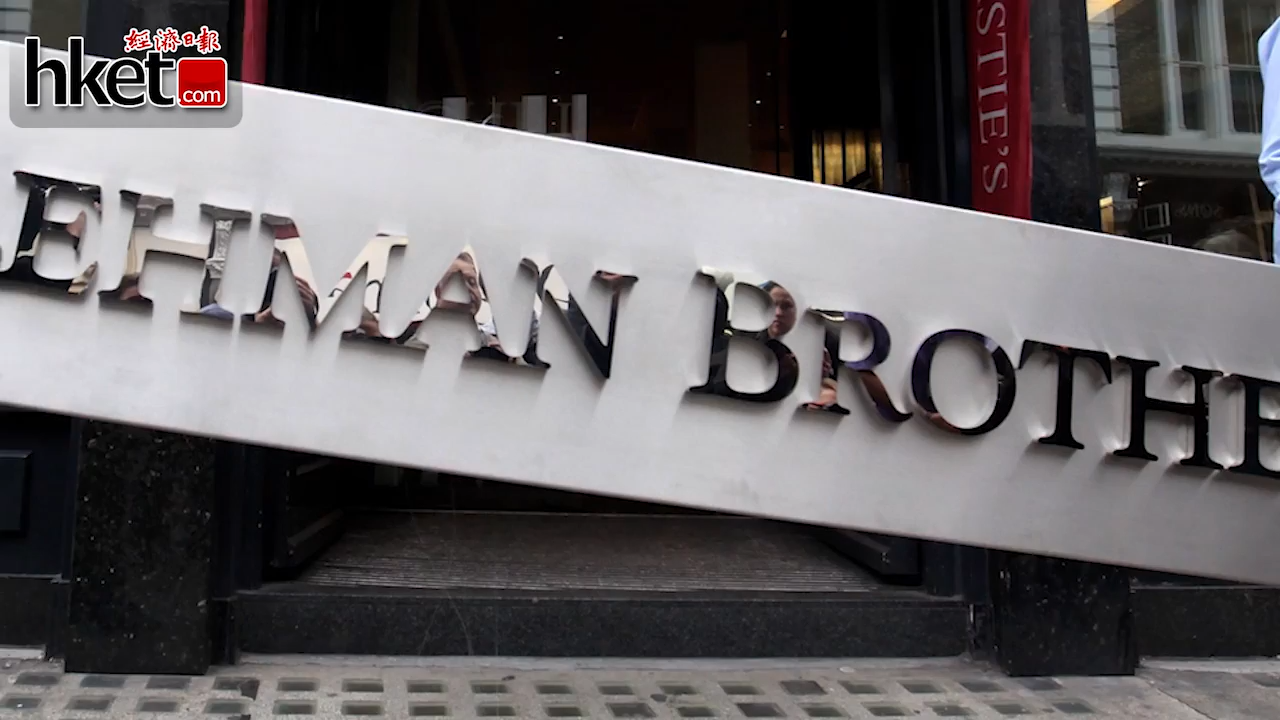 經濟日報
hket
.com
STIE'S
EHMAN BROTHE